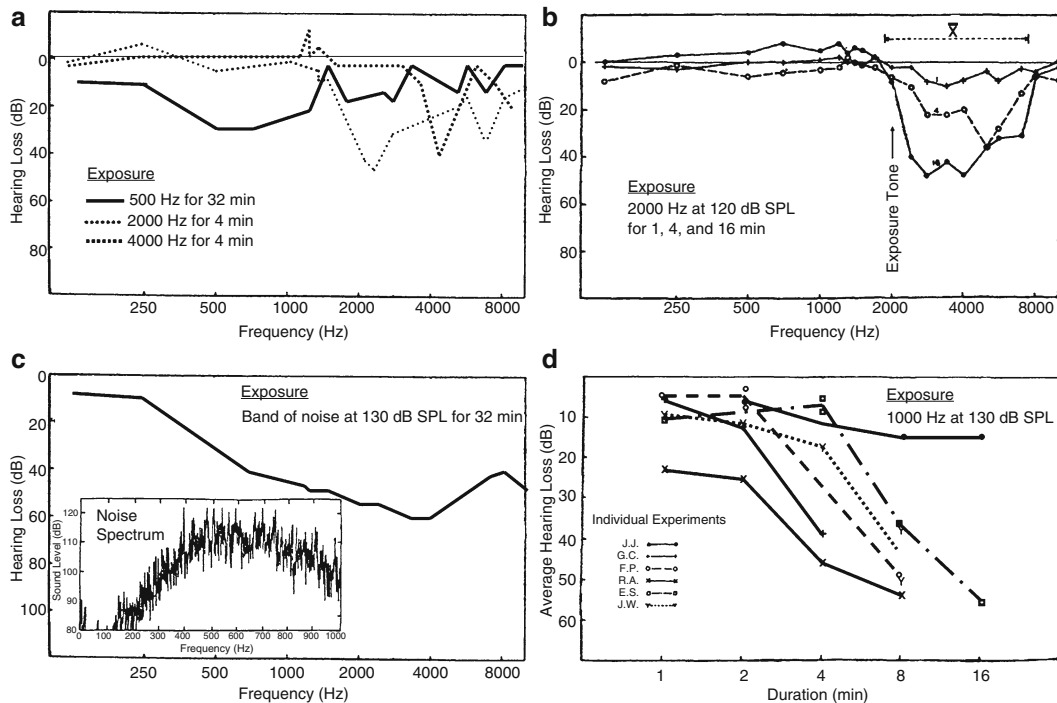 a
Hearing Loss (dB)
0
20
40
60
80
Exposure
500 Hz for 32 min
2000 Hz for 4 min
4000 Hz for 4 min
250
500
1000
2000
4000
8000
Frequency (Hz)
b
Hearing Loss (dB)
0
20
40
60
80
X
1
4
16
Exposure
2000 Hz at 120 dB SPL
for 1, 4, and 16 min
Exposure Tone
250
500
1000
2000
4000
8000
Frequency (Hz)
c
Hearing Loss (dB)
0
20
40
60
80
100
Exposure
Band of noise at 130 dB SPL for 32 min
Noise
Spectrum
Sound Level (dB)
120
110
100
90
80
0
100
200
300
400
500
600
700
800
900
1000
Frequency (Hz)
250
500
1000
2000
4000
8000
Frequency (Hz)
d
Average Hearing Loss (dB)
10
20
30
40
50
60
Exposure
1000 Hz at 130 dB SPL
Individual Experiments
J.J.
G.C.
F.P.
R.A.
E.S.
J.W.
1
2
4
8
16
Duration (min)